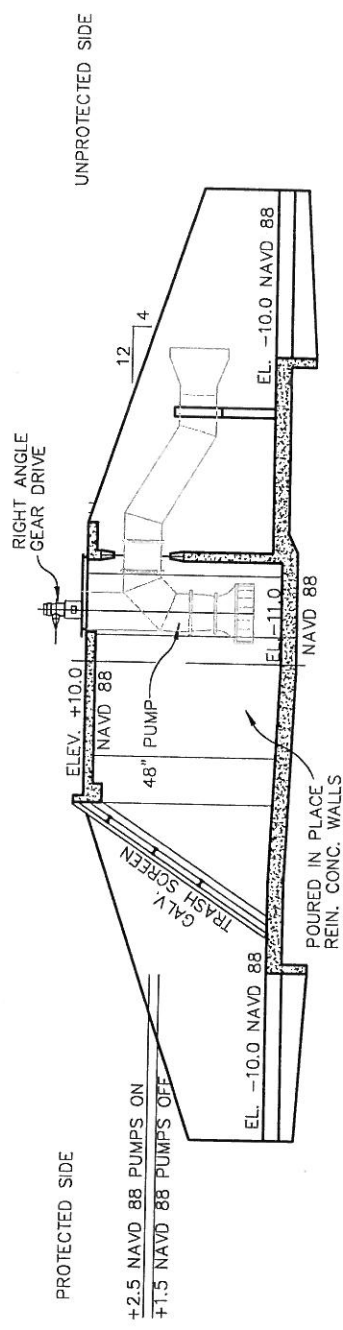 PROTECTED SIDE
+2.5 NAVD 88 PUMPS ON
+1.5 NAVD 88 PUMPS OFF
EL. -10.0 NAVD 88
GALV.
TRASH SCREEN
ELEV. +10.0
NAVD 88
48" PUMP
RIGHT ANGLE
GEAR DRIVE
POURED IN PLACE
REIN. CONC. WALLS
EL.-11.0
NAVD 88
12
4
EL. -10.0 NAVD 88
UNPROTECTED SIDE